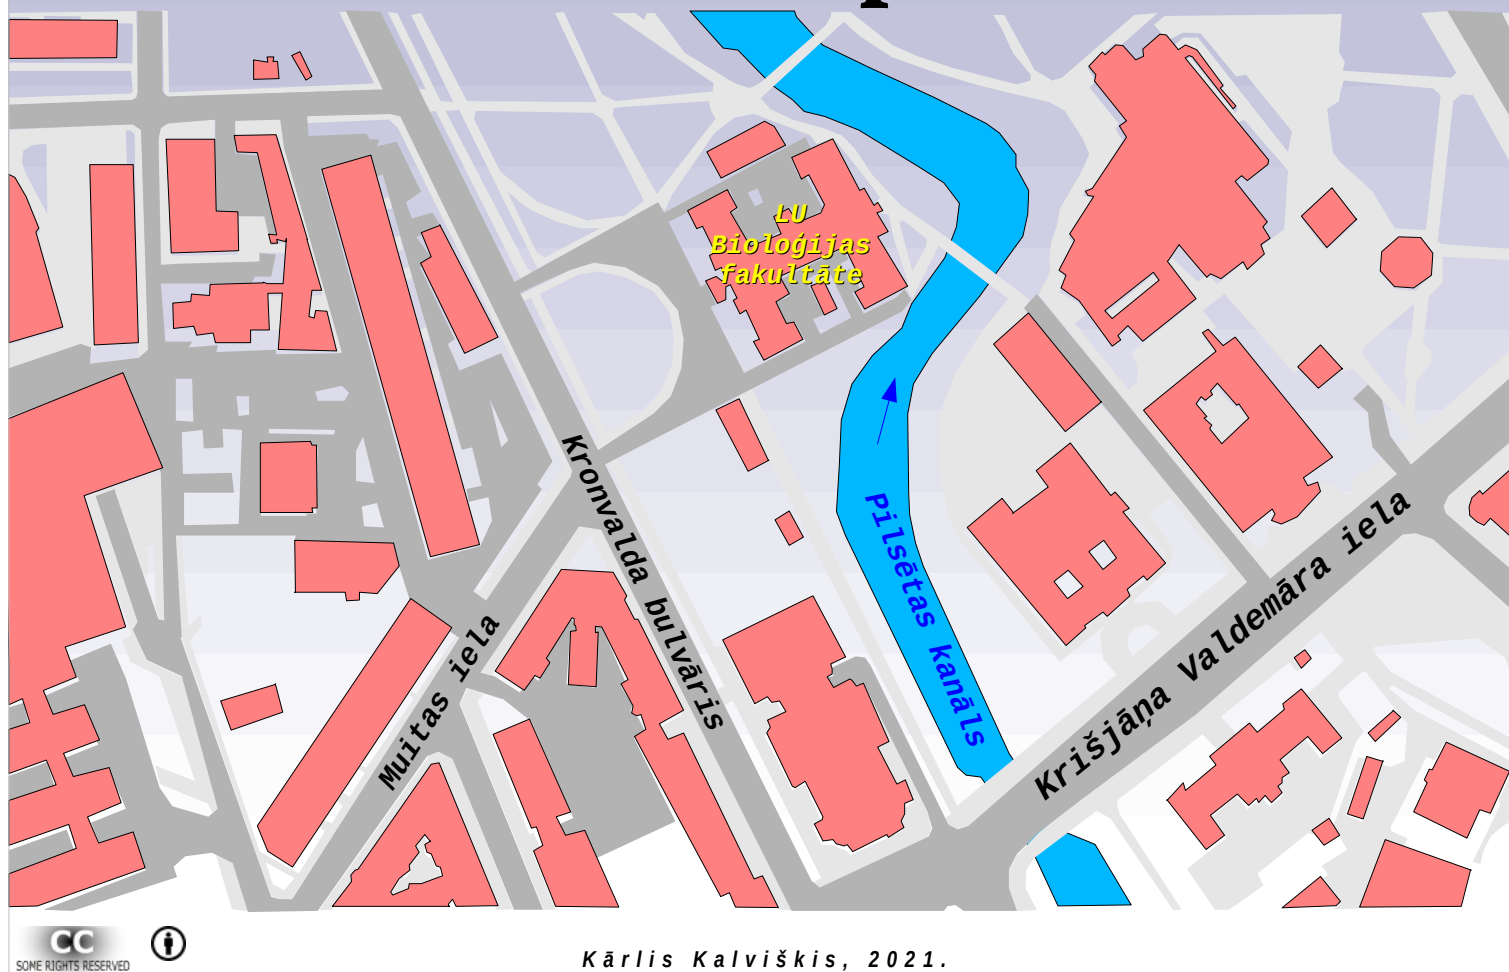 LU
Bioloģijas
fakultāte
Kronvalda bulvāris
Pilsētas kanāls
Krišjāņa Valdemāra iela
Muitas iela
CC
SOME RIGHTS RESERVED
Kārlis Kalviškis, 2021.